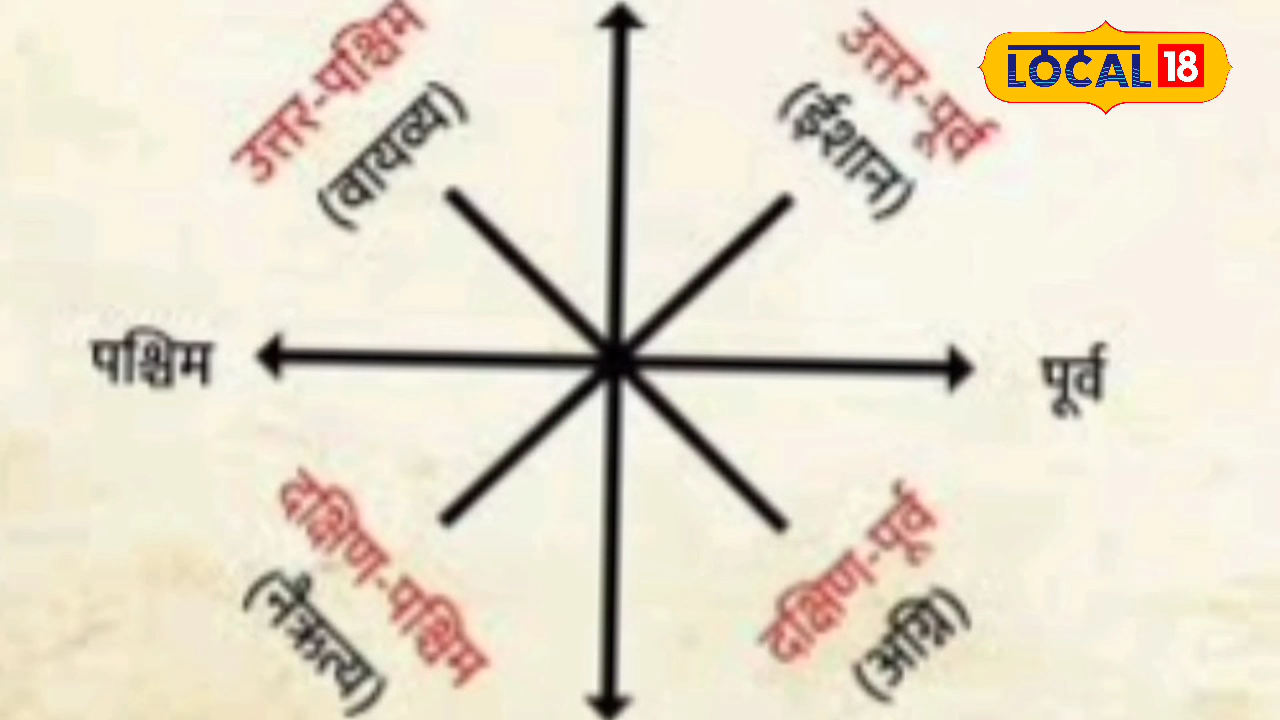 उत्तर-पश्चिम
(वायव्य)
उत्तर-पूर्व
(ईशान)
LOCAL 18
पश्चिम
पूर्व
दक्षिण-पश्चिम
(नैऋत्य)
दक्षिण-पूर्व
(अग्नि)